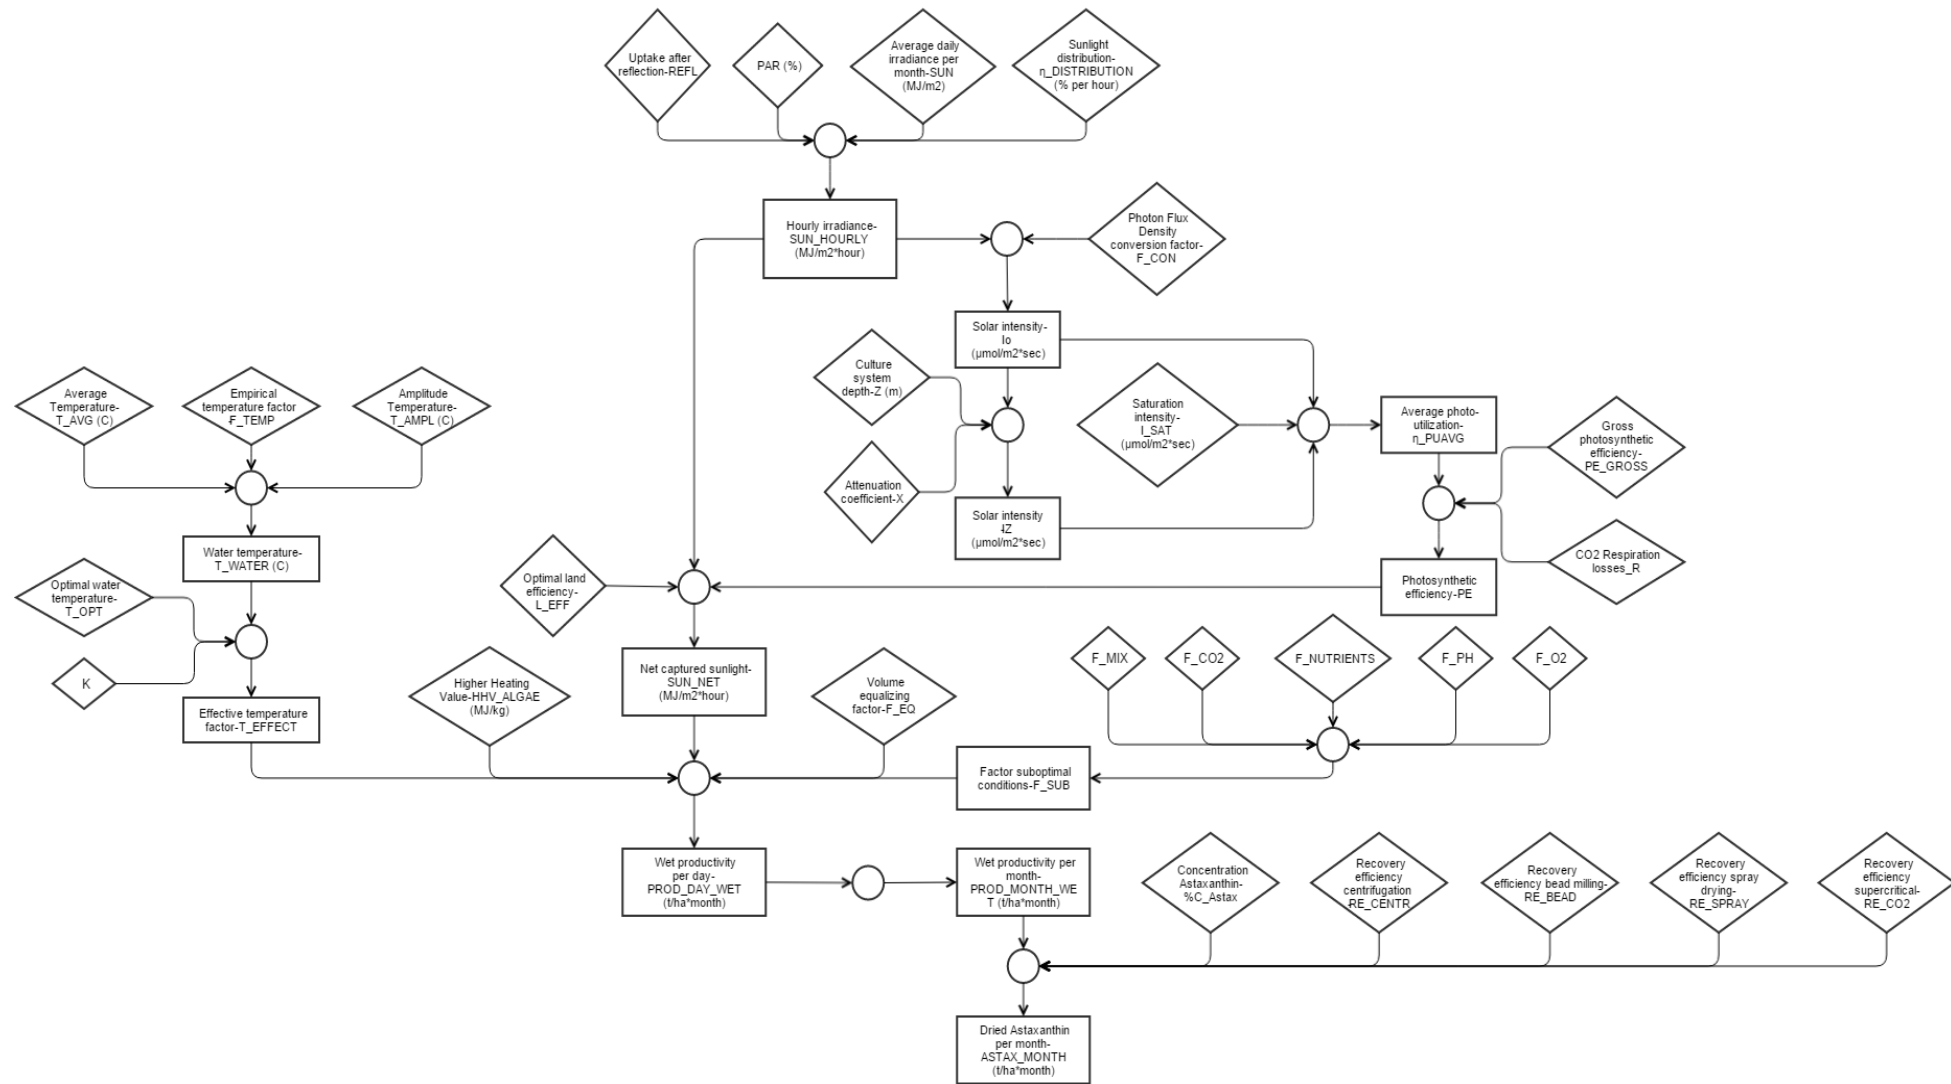 Uptake after
reflection-REFL
PAR (%)
Average daily
irradiance per
month-SUN
(MJ/m2)
Sunlight
distribution-
η_DISTRIBUTION
(% per hour)
Hourly irradiance-
SUN_HOURLY
(MJ/m2*hour)
Photon Flux
Density
conversion factor-
F_CON
Solar intensity-
Io
(μmol/m2*sec)
Culture
system
depth-Z (m)
Saturation
intensity-
I_SAT
(μmol/m2*sec)
Average photo-
utilization-
η_PUAVG
Gross
photosynthetic
efficiency-
PE_GROSS
Average
Temperature-
T_AVG (C)
Empirical
temperature factor
-F_TEMP
Amplitude
Temperature-
T_AMPL (C)
Attenuation
coefficient-X
Solar intensity
-IZ
(μmol/m2*sec)
Water temperature-
T_WATER (C)
CO2 Respiration
losses_R
Optimal water
temperature-
T_OPT
Optimal land
efficiency-
L_EFF
Photosynthetic
efficiency-PE
K
Net captured sunlight-
SUN_NET
(MJ/m2*hour)
F_MIX
F_CO2
F_NUTRIENTS
F_PH
F_O2
Higher Heating
Value-HHV_ALGAE
(MJ/kg)
Volume
equalizing
factor-F_EQ
Effective temperature
factor-T_EFFECT
Factor suboptimal
conditions-F_SUB
Wet productivity
per day-
PROD_DAY_WET
(t/ha*month)
Wet productivity per
month-
PROD_MONTH_WE
T (t/ha*month)
Concentration
Astaxanthin-
%C_Astax
Recovery
efficiency
centrifugation
-RE_CENTR
Recovery
efficiency bead milling-
RE_BEAD
Recovery
efficiency spray
drying-
RE_SPRAY
Recovery
efficiency
supercritical-
RE_CO2
Dried Astaxanthin
per month-
ASTAX_MONTH
(t/ha*month)